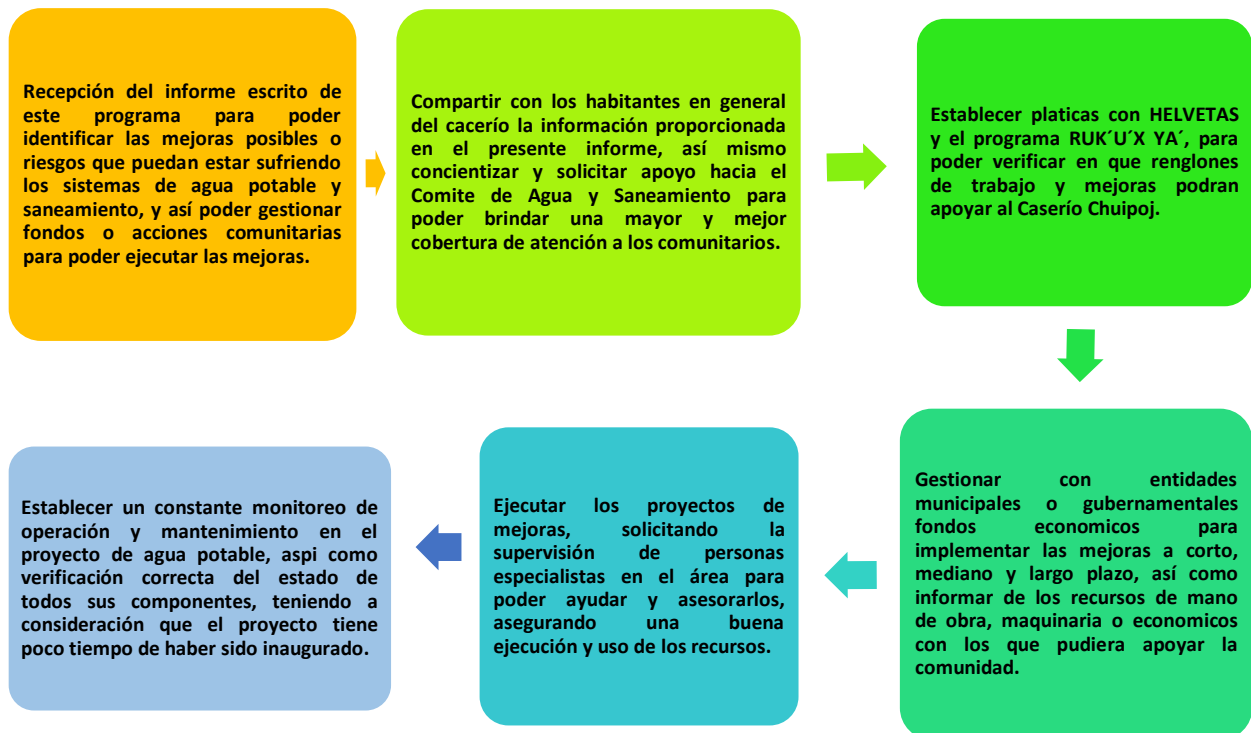 Recepción del informe escrito de
este programa para poder
identificar las mejoras posibles o
riesgos que puedan estar sufriendo
los sistemas de agua potable y
saneamiento, y así poder gestionar
fondos o acciones comunitarias
para poder ejecutar las mejoras.
Compartir con los habitantes en general
del cacerío la información proporcionada
en el presente informe, así mismo
concientizar y solicitar apoyo hacia el
Comite de Agua y Saneamiento para
poder brindar una mayor y mejor
cobertura de atención a los comunitarios.
Establecer platicas con HELVETAS
y el programa RUK´U´X YA´, para
poder verificar en que renglones
de trabajo y mejoras podran
apoyar al Caserío Chuipoj.
Gestionar con entidades
municipales o gubernamentales
fondos economicos para
implementar las mejoras a corto,
mediano y largo plazo, así como
informar de los recursos de mano
de obra, maquinaria o economicos
con los que pudiera apoyar la
comunidad.
Ejecutar los proyectos de
mejoras, solicitando la
supervisión de personas
especialistas en el área para
poder ayudar y asesorarlos,
asegurando una buena
ejecución y uso de los recursos.
Establecer un constante monitoreo de
operación y mantenimiento en el
proyecto de agua potable, aspi como
verificación correcta del estado de
todos sus componentes, teniendo a
consideración que el proyecto tiene
poco tiempo de haber sido inaugurado.